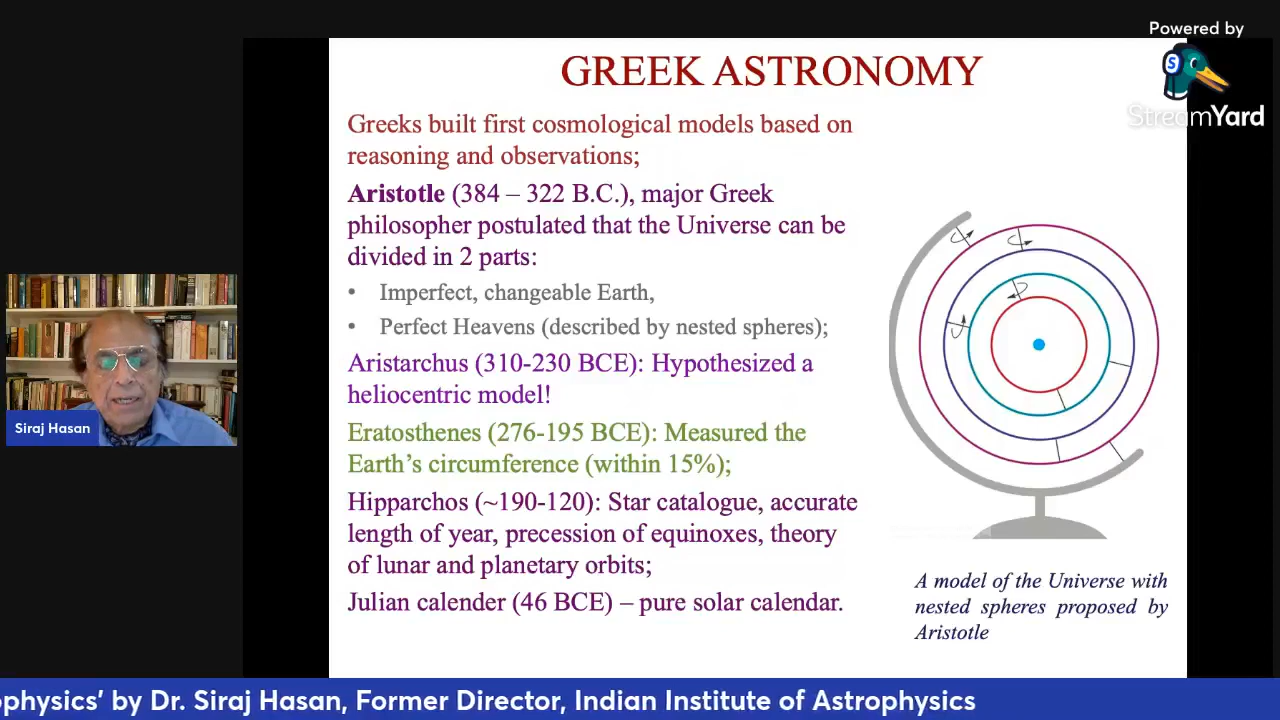 Powered by
StreamYard
GREEK ASTRONOMY
Greeks built first cosmological models based on
reasoning and observations;
Aristotle (384 – 322 B.C.), major Greek
philosopher postulated that the Universe can be
divided in 2 parts:
• Imperfect, changeable Earth,
• Perfect Heavens (described by nested spheres);
Aristarchus (310-230 BCE): Hypothesized a
heliocentric model!
Eratosthenes (276-195 BCE): Measured the
Earth's circumference (within 15%);
Hipparchos (~190-120): Star catalogue, accurate
length of year, precession of equinoxes, theory
of lunar and planetary orbits;
Julian calender (46 BCE) – pure solar calendar.
A model of the Universe with
nested spheres proposed by
Aristotle
Siraj Hasan
ophysics' by Dr. Siraj Hasan, Former Director, Indian Institute of Astrophysics